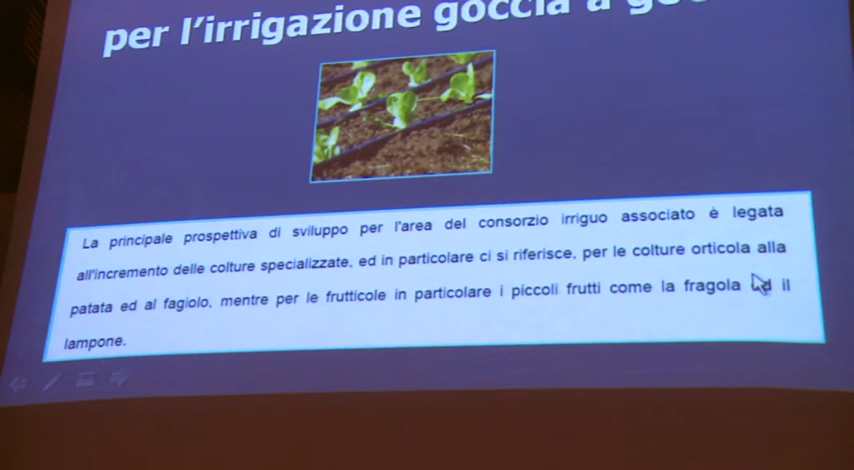 per l'irrigazione goccia a
La principale prospettiva di sviluppo per l'area del consorzio irriguo associato è legata
all'incremento delle colture specializzate, ed in particolare ci si riferisce, per le colture orticola alla
patata ed al fagiolo, mentre per le frutticole in particolare i piccoli frutti come la fragola ed il
lampone.